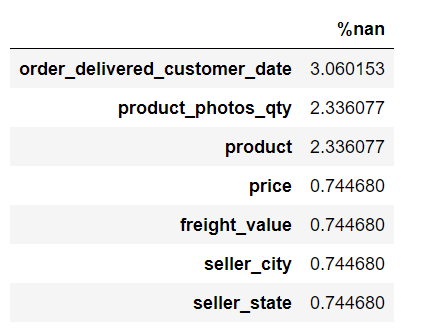 %nan
order_delivered_customer_date 3.060153
product_photos_qty 2.336077
product 2.336077
price 0.744680
freight_value 0.744680
seller_city 0.744680
seller_state 0.744680